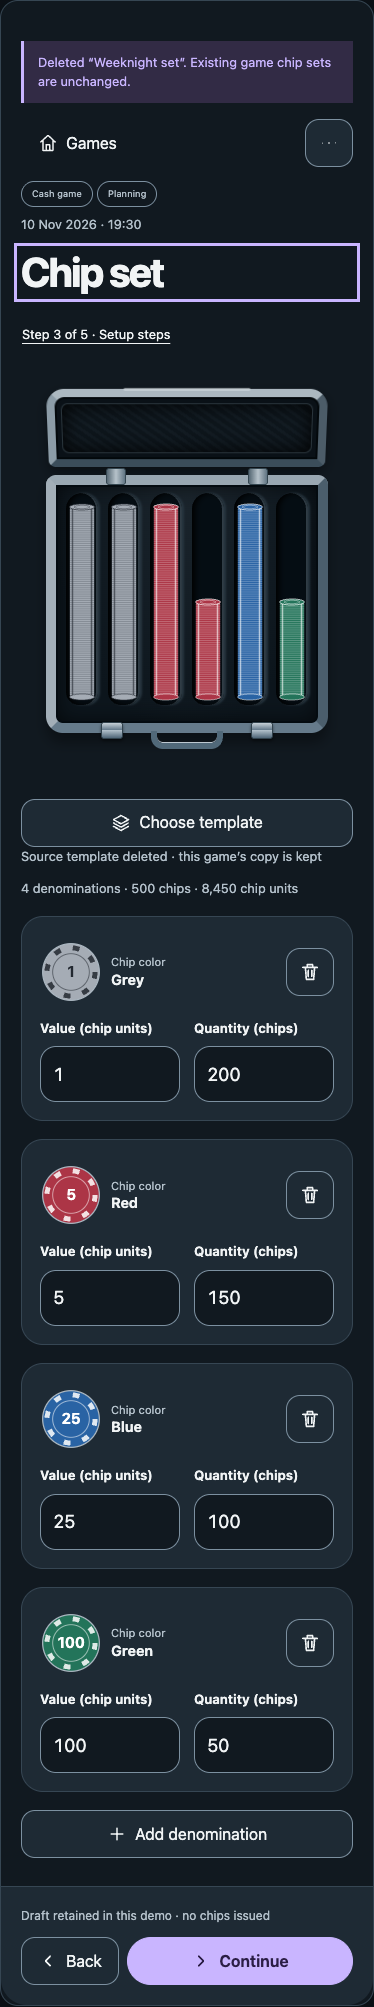 Deleted “Weeknight set”. Existing game chip sets
are unchanged.
Games
Cash game
Planning
10 Nov 2026 · 19:30
Chip set
Step 3 of 5 · Setup steps
Choose template
Source template deleted · this game’s copy is kept
4 denominations · 500 chips · 8,450 chip units
1
Chip color
Grey
Value (chip units)
Quantity (chips)
1
200
5
Chip color
Red
Value (chip units)
Quantity (chips)
5
150
25
Chip color
Blue
Value (chip units)
Quantity (chips)
25
100
100
Chip color
Green
Value (chip units)
Quantity (chips)
100
50
Add denomination
Draft retained in this demo · no chips issued
Back
Continue